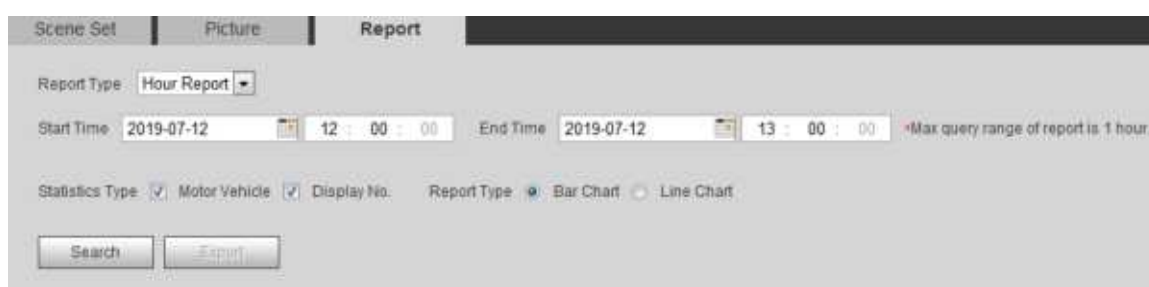 Scene Set Picture Report
Report Type Hour Report
Start Time 2019-07-12 12 : 00 : 00 End Time 2019-07-12 13 : 00 : 00 *Max query range of report is 1 hour.
Statistics Type Motor Vehicle Display No. Report Type Bar Chart Line Chart
Search Export